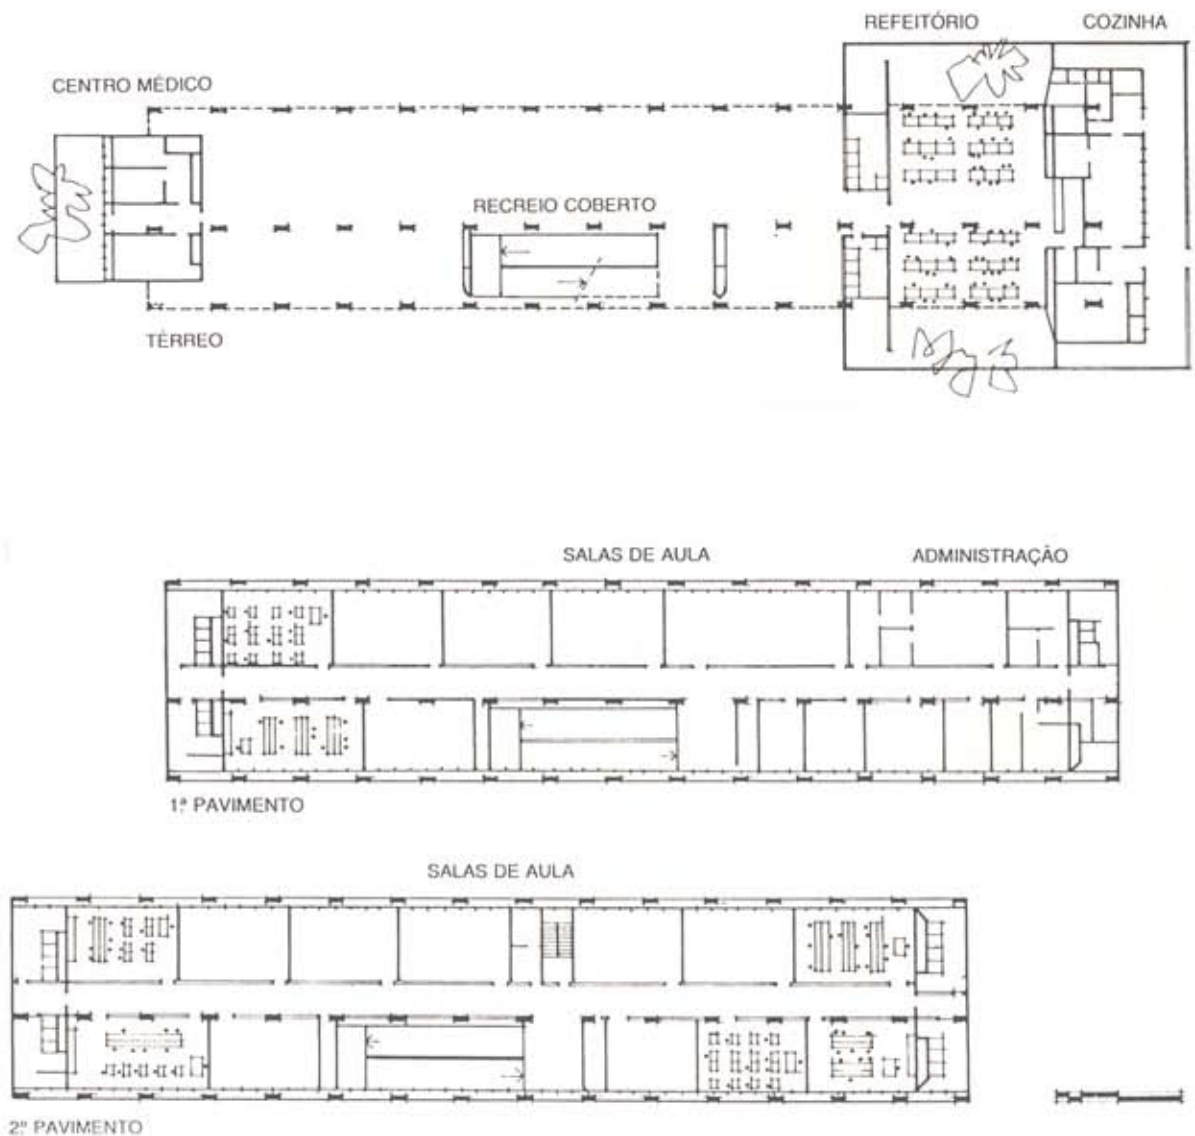 REFEITÓRIO
COZINHA
CENTRO MÉDICO
RECREIO COBERTO
TÉRREO
SALAS DE AULA
ADMINISTRAÇÃO
1º PAVIMENTO
SALAS DE AULA
2º PAVIMENTO